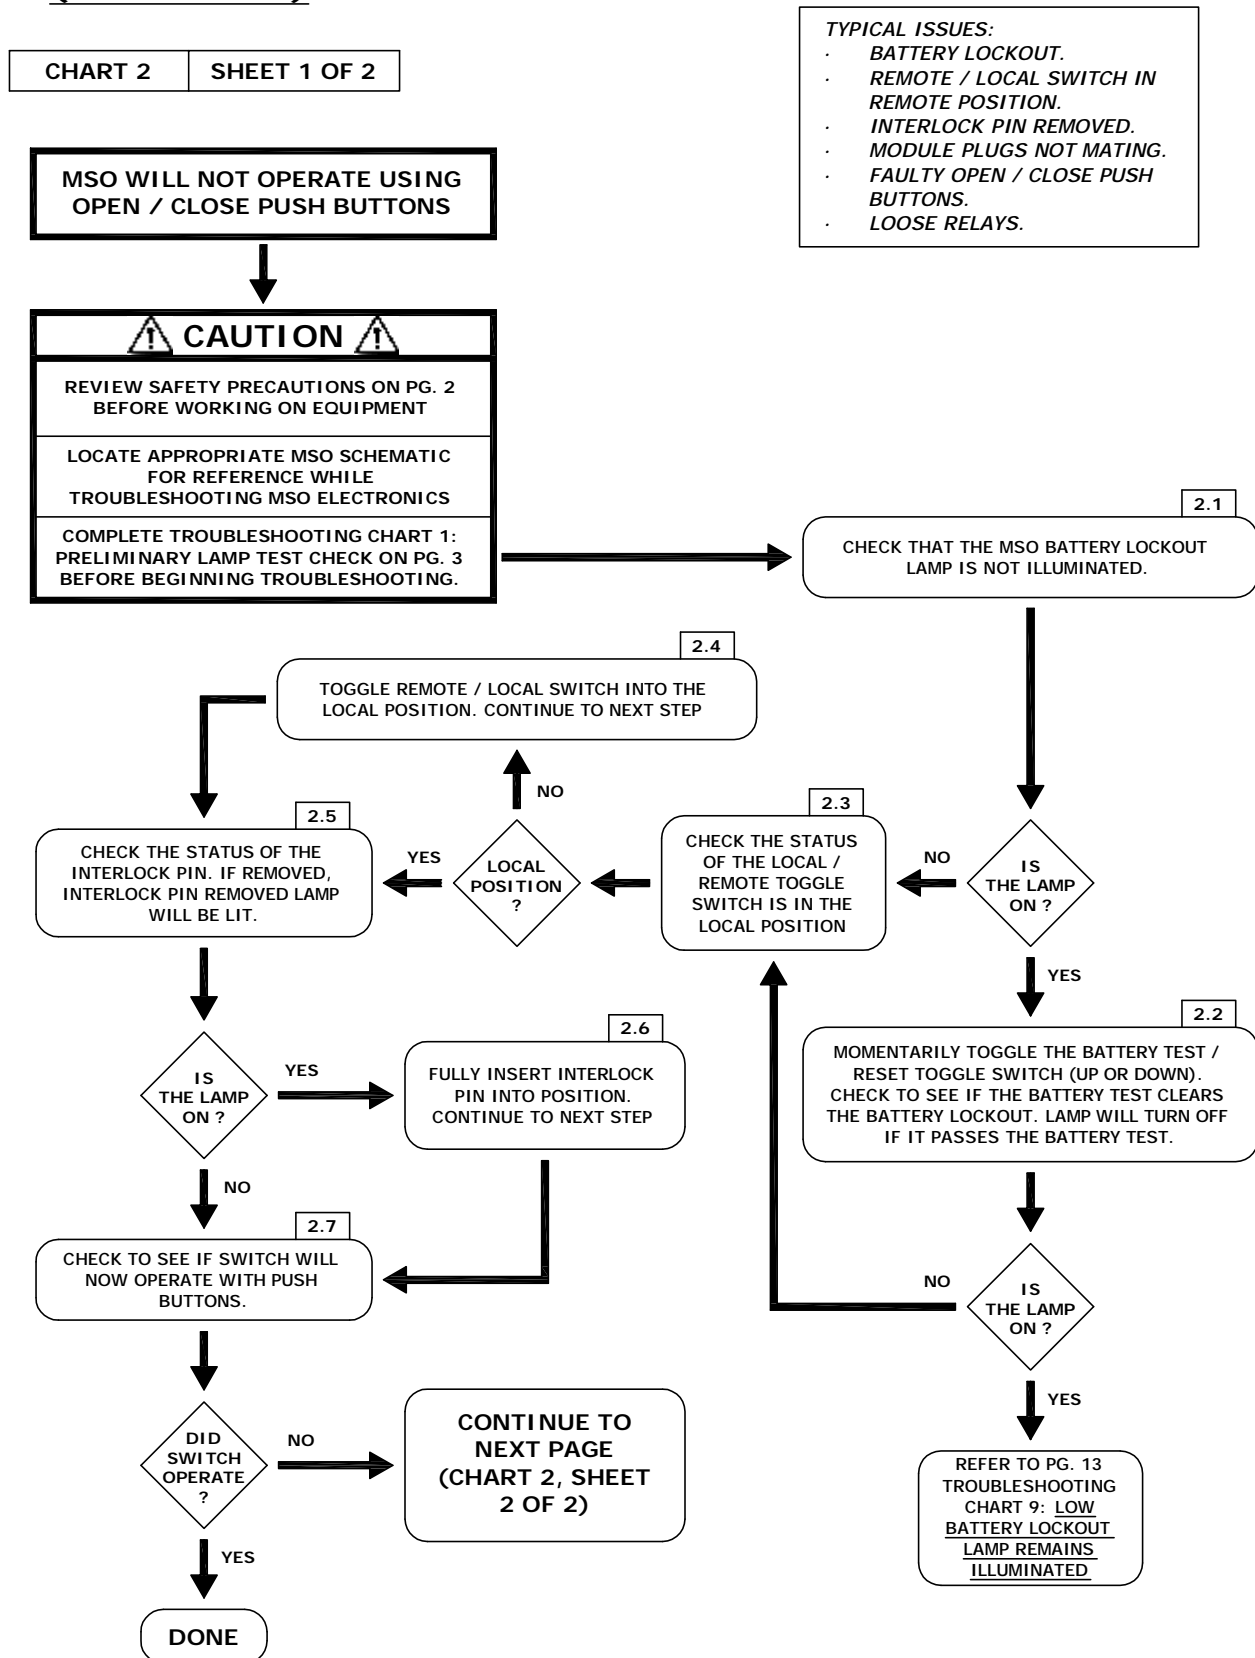 CHART 2 SHEET 1 OF 2
TYPICAL ISSUES:
· BATTERY LOCKOUT.
· REMOTE / LOCAL SWITCH IN
REMOTE POSITION.
· INTERLOCK PIN REMOVED.
· MODULE PLUGS NOT MATING.
· FAULTY OPEN / CLOSE PUSH
BUTTONS.
· LOOSE RELAYS.
MSO WILL NOT OPERATE USING
OPEN / CLOSE PUSH BUTTONS
CAUTION
REVIEW SAFETY PRECAUTIONS ON PG. 2
BEFORE WORKING ON EQUIPMENT
LOCATE APPROPRIATE MSO SCHEMATIC
FOR REFERENCE WHILE
TROUBLESHOOTING MSO ELECTRONICS
COMPLETE TROUBLESHOOTING CHART 1:
PRELIMINARY LAMP TEST CHECK ON PG. 3
BEFORE BEGINNING TROUBLESHOOTING.
2.1
CHECK THAT THE MSO BATTERY LOCKOUT
LAMP IS NOT ILLUMINATED.
IS
THE LAMP
ON ?
NO
YES
2.2
MOMENTARILY TOGGLE THE BATTERY TEST /
RESET TOGGLE SWITCH (UP OR DOWN).
CHECK TO SEE IF THE BATTERY TEST CLEARS
THE BATTERY LOCKOUT. LAMP WILL TURN OFF
IF IT PASSES THE BATTERY TEST.
IS
THE LAMP
ON ?
NO
YES
REFER TO PG. 13
TROUBLESHOOTING
CHART 9: LOW
BATTERY LOCKOUT
LAMP REMAINS
ILLUMINATED
2.3
CHECK THE STATUS
OF THE LOCAL /
REMOTE TOGGLE
SWITCH IS IN THE
LOCAL POSITION
LOCAL
POSITION
?
NO
YES
2.4
TOGGLE REMOTE / LOCAL SWITCH INTO THE
LOCAL POSITION. CONTINUE TO NEXT STEP
2.5
CHECK THE STATUS OF THE
INTERLOCK PIN. IF REMOVED,
INTERLOCK PIN REMOVED LAMP
WILL BE LIT.
IS
THE LAMP
ON ?
YES
NO
2.6
FULLY INSERT INTERLOCK
PIN INTO POSITION.
CONTINUE TO NEXT STEP
2.7
CHECK TO SEE IF SWITCH WILL
NOW OPERATE WITH PUSH
BUTTONS.
DID
SWITCH
OPERATE
?
NO
YES
CONTINUE TO
NEXT PAGE
(CHART 2, SHEET
2 OF 2)
DONE